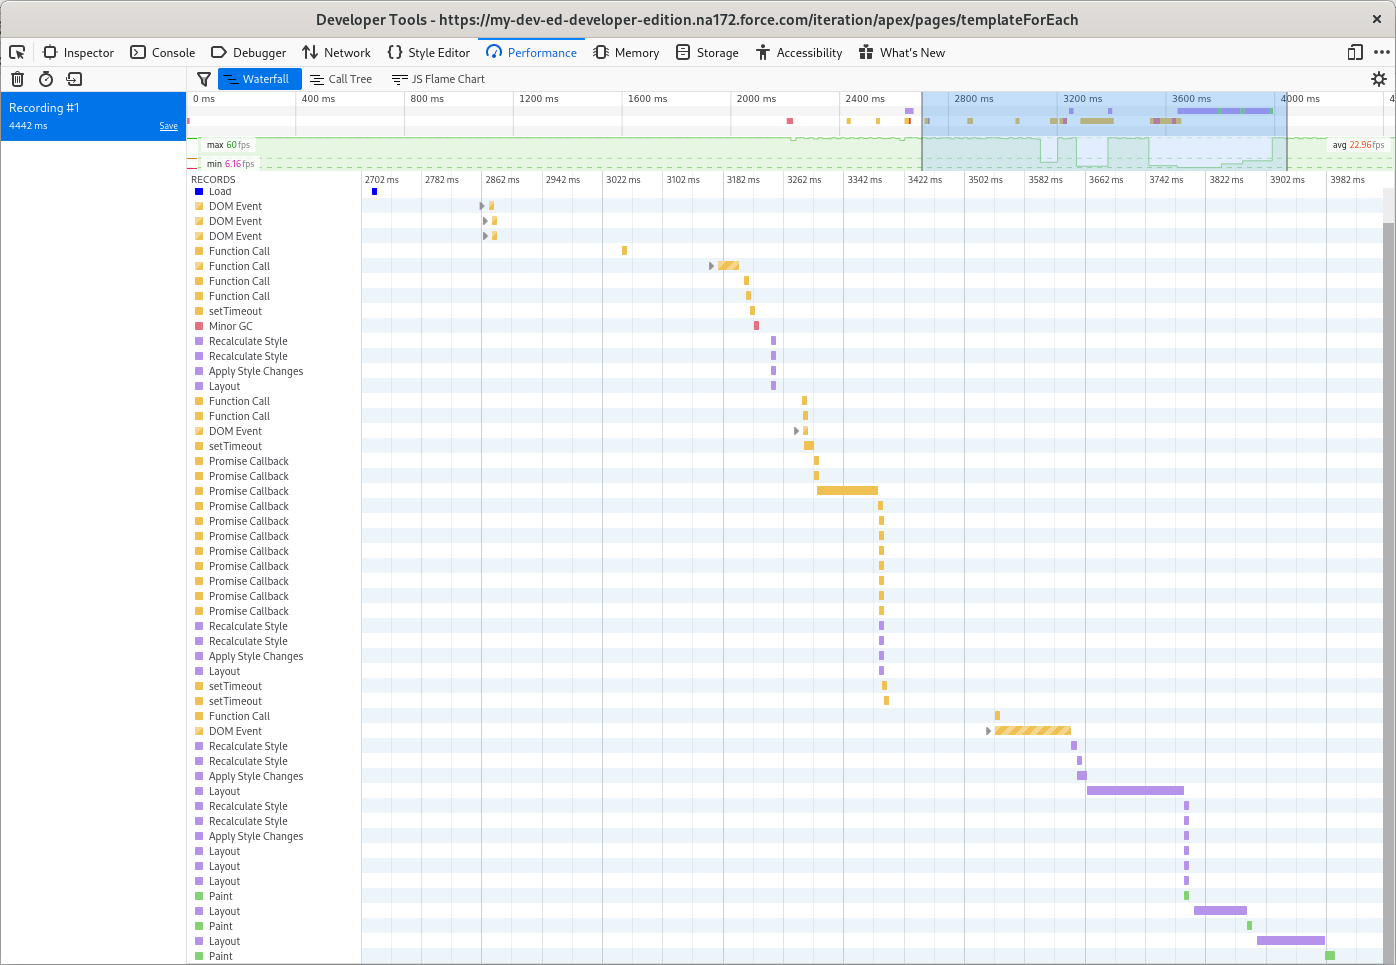 Developer Tools - https://my-dev-ed-developer-edition.na172.force.com/iteration/apex/pages/templateForEach
Inspector Console Debugger Network Style Editor Performance Memory Storage Accessibility What's New
Waterfall Call Tree JS Flame Chart
Recording #1
4442 ms Save
0 ms 400 ms 800 ms 1200 ms 1600 ms 2000 ms 2400 ms 2800 ms 3200 ms 3600 ms 4000 ms 4
max 60 fps
avg 22.96 fps
min 6.16 fps
RECORDS 2702 ms 2782 ms 2862 ms 2942 ms 3022 ms 3102 ms 3182 ms 3262 ms 3342 ms 3422 ms 3502 ms 3582 ms 3662 ms 3742 ms 3822 ms 3902 ms 3982 ms
Load
DOM Event
DOM Event
DOM Event
Function Call
Function Call
Function Call
Function Call
setTimeout
Minor GC
Recalculate Style
Recalculate Style
Apply Style Changes
Layout
Function Call
Function Call
DOM Event
setTimeout
Promise Callback
Promise Callback
Promise Callback
Promise Callback
Promise Callback
Promise Callback
Promise Callback
Promise Callback
Promise Callback
Promise Callback
Promise Callback
Recalculate Style
Recalculate Style
Apply Style Changes
Layout
setTimeout
setTimeout
Function Call
DOM Event
Recalculate Style
Recalculate Style
Apply Style Changes
Layout
Recalculate Style
Recalculate Style
Apply Style Changes
Layout
Layout
Layout
Paint
Layout
Paint
Layout
Paint